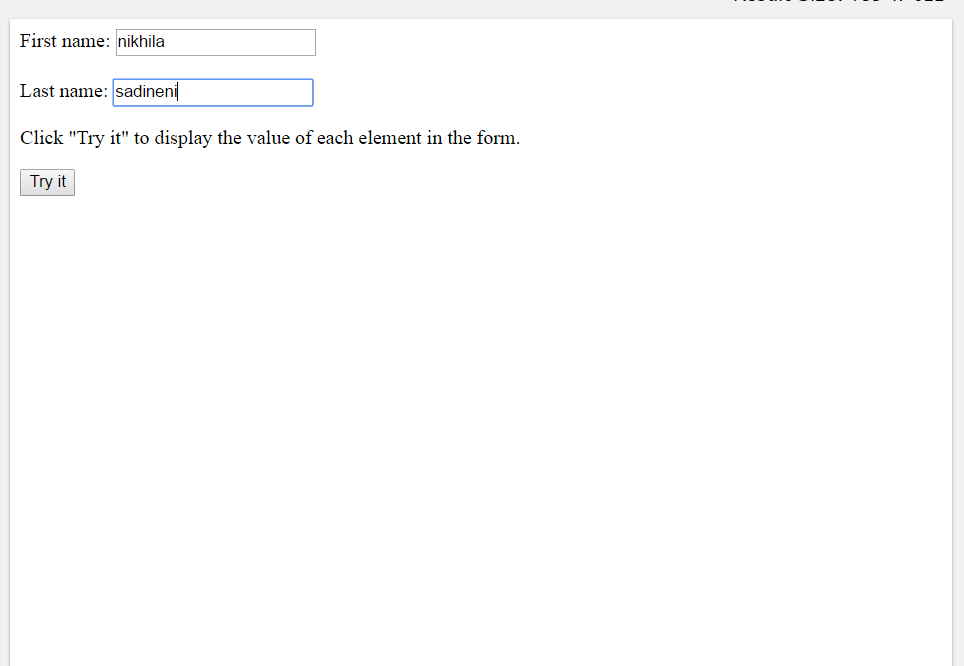 First name: nikhila
Last name: sadineni
Click "Try it" to display the value of each element in the form.
Try it